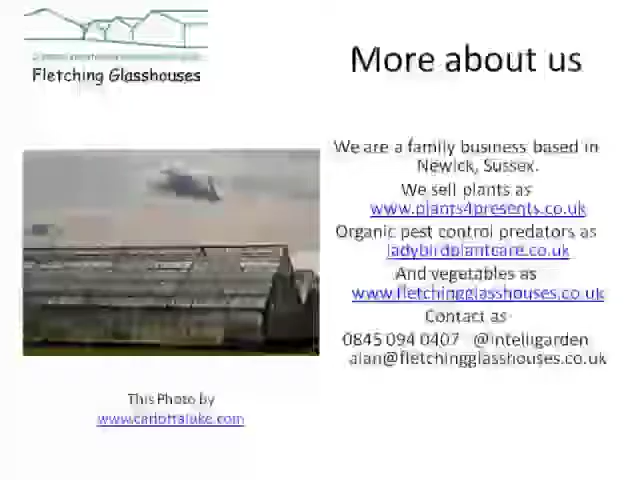 Fletching Glasshouses
More about us
We are a family business based in
Newick, Sussex.
We sell plants as
www.plants4presents.co.uk
Organic pest control predators as
ladybirdplantcare.co.uk
And vegetables as
www.fletchingglasshouses.co.uk
Contact as
0845 094 0407 @intelligarden
alan@fletchingglasshouses.co.uk
This Photo by
www.carlottaluke.com